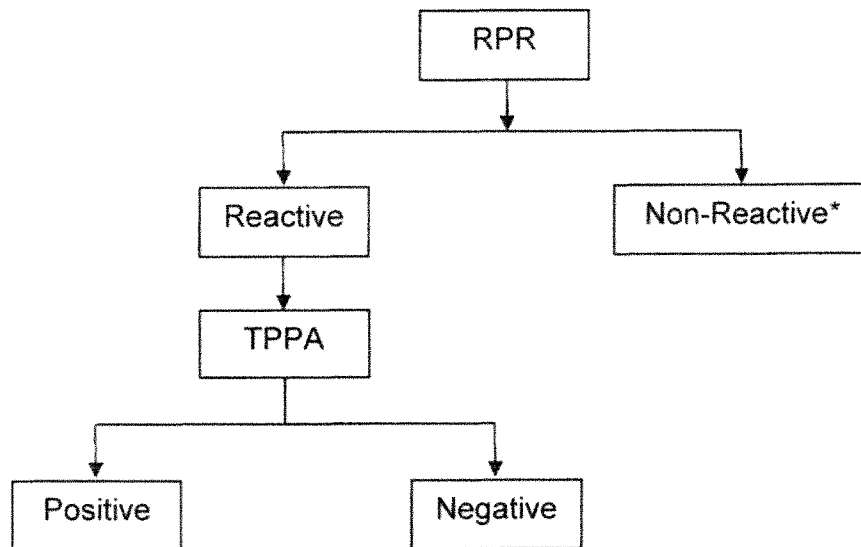 RPR
Reactive
Non-Reactive*
TPPA
Positive
Negative